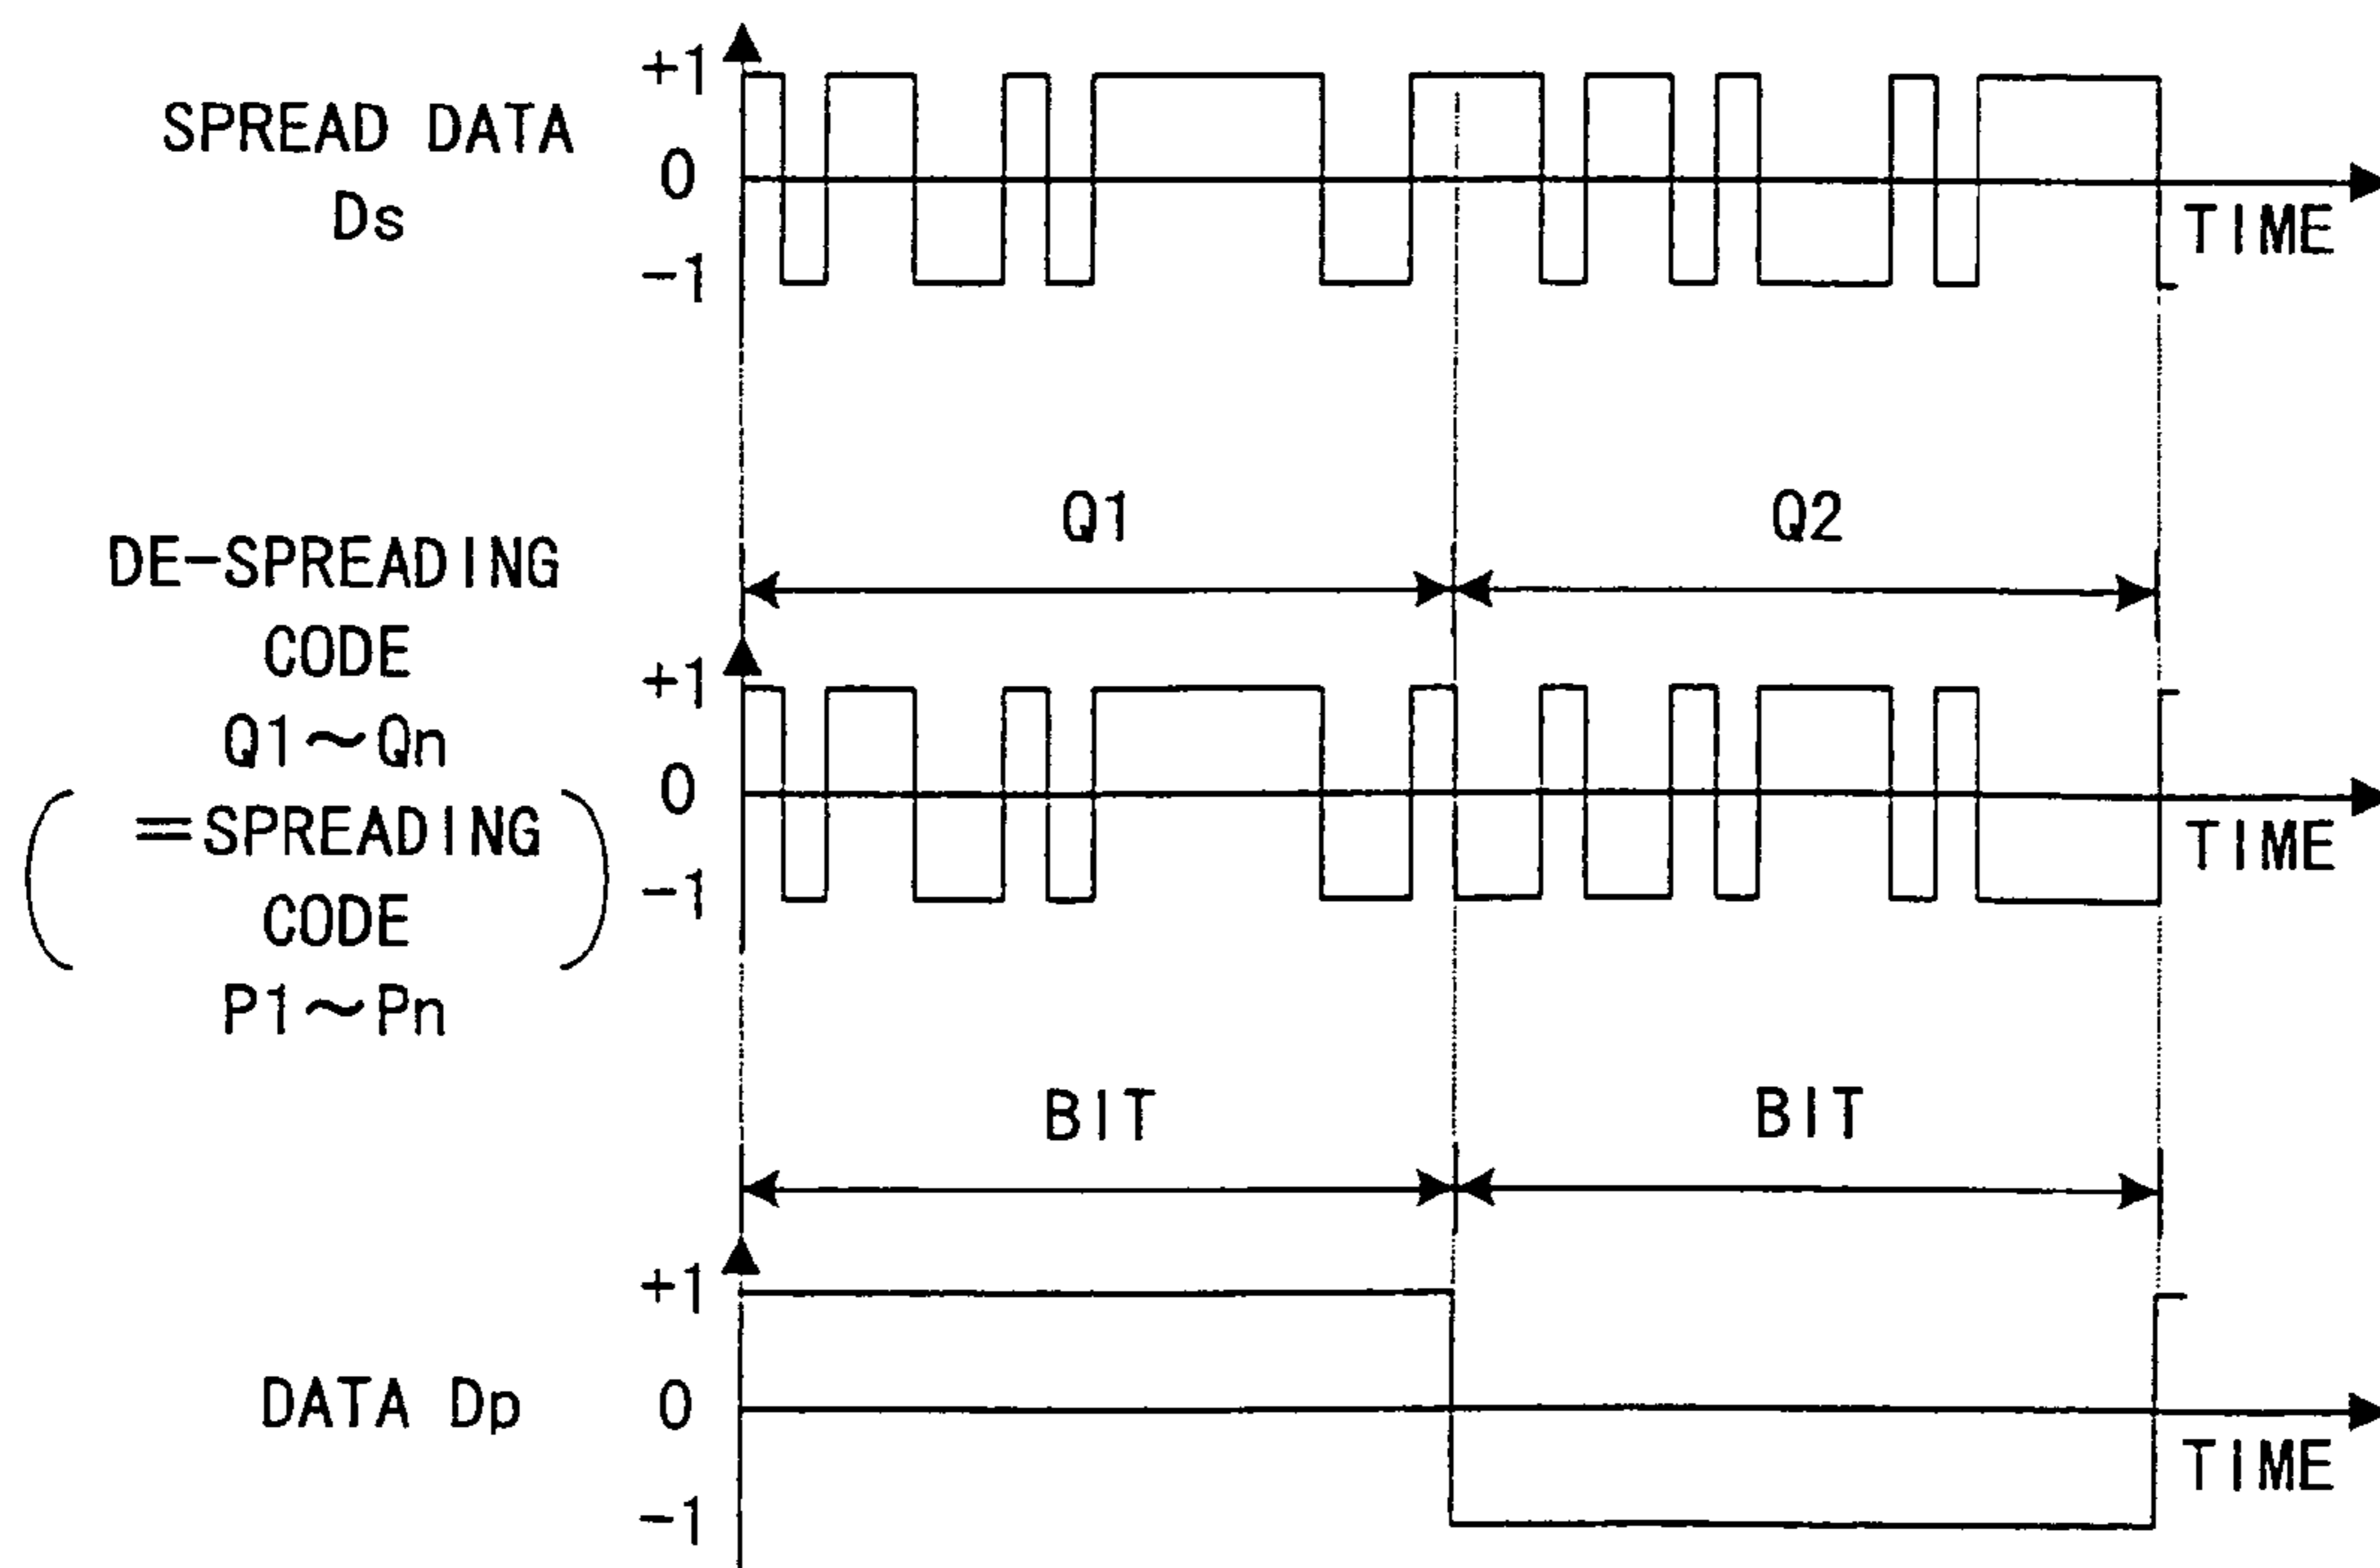 SPREAD DATA
Ds
+1
0
-1
TIME
Q1
Q2
DE-SPREADING
CODE
Q1～Qn
(=SPREADING
CODE
P1～Pn)
+1
0
-1
TIME
BIT
BIT
DATA Dp
+1
0
-1
TIME